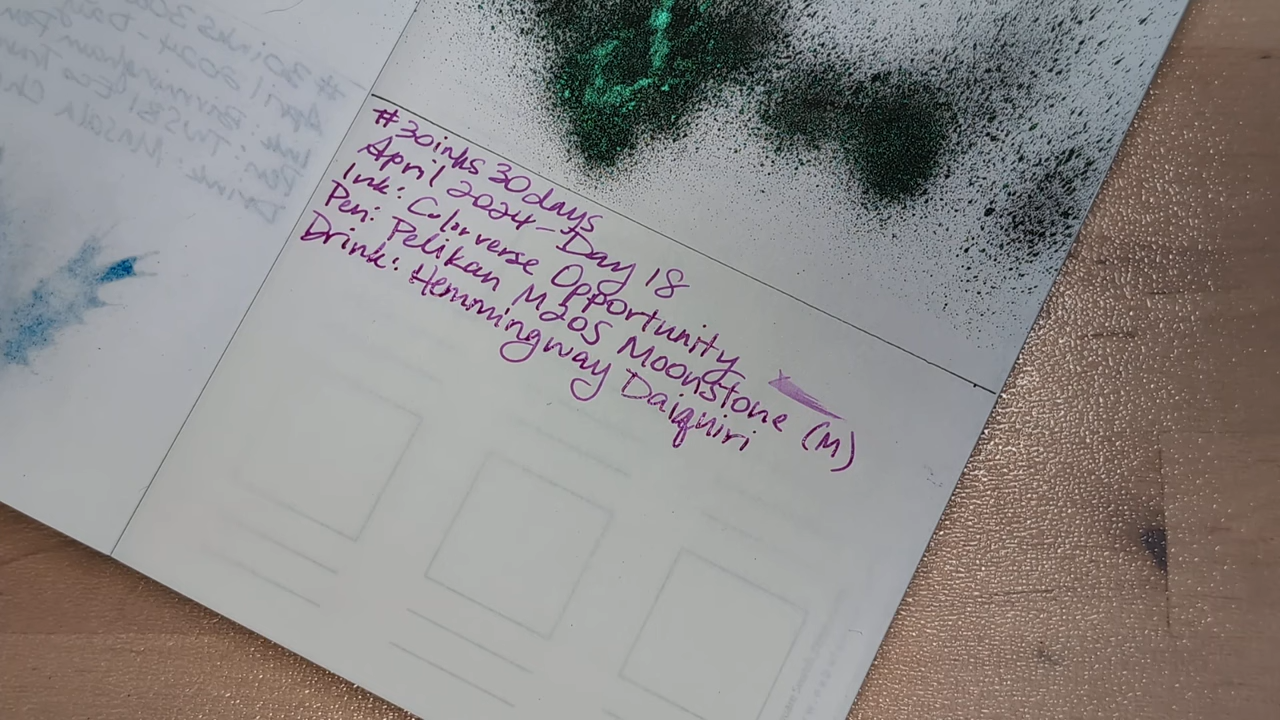 #30inks30days
April 2024 - Day 18
Ink: Colorverse Opportunity
Pen: Pelikan M205 Moonstone (M)
Drink: Hemmingway Daiquiri